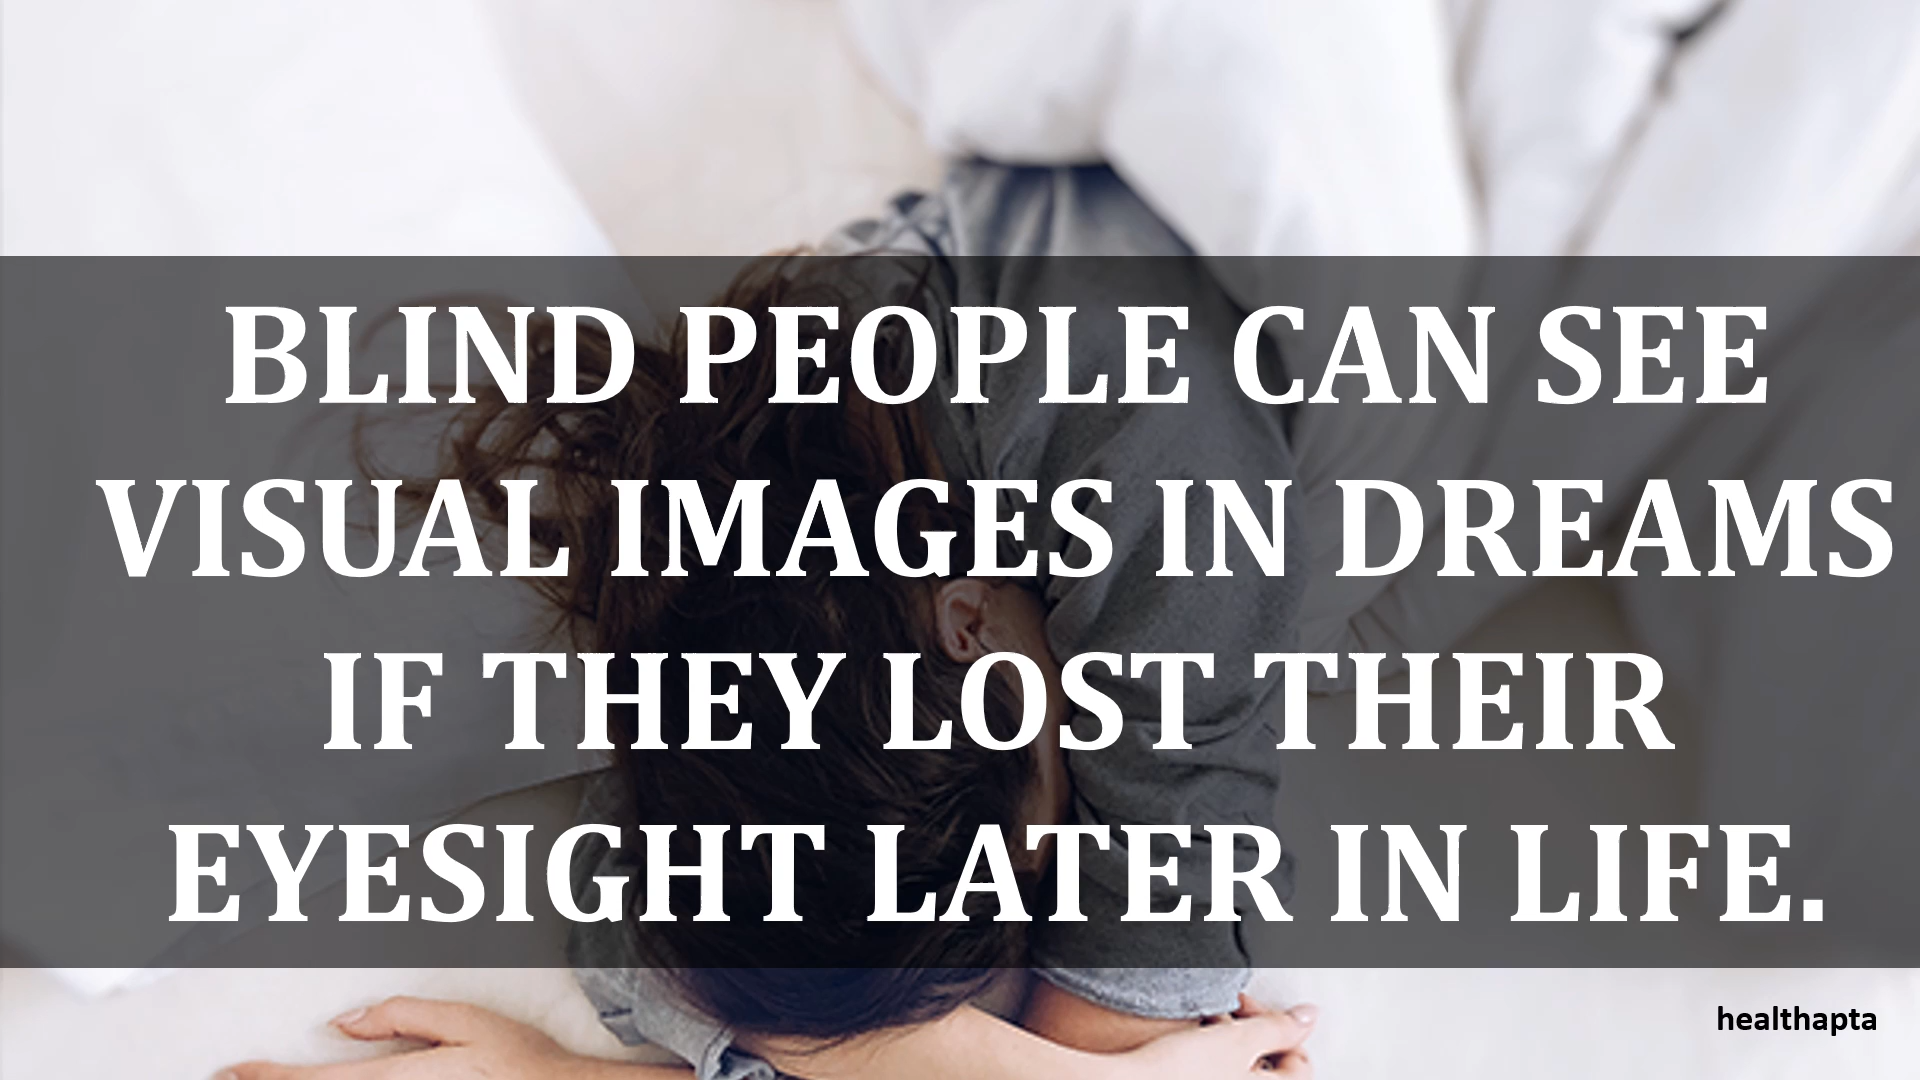 BLIND PEOPLE CAN SEE
VISUAL IMAGES IN DREAMS
IF THEY LOST THEIR
EYESIGHT LATER IN LIFE.
healthapta